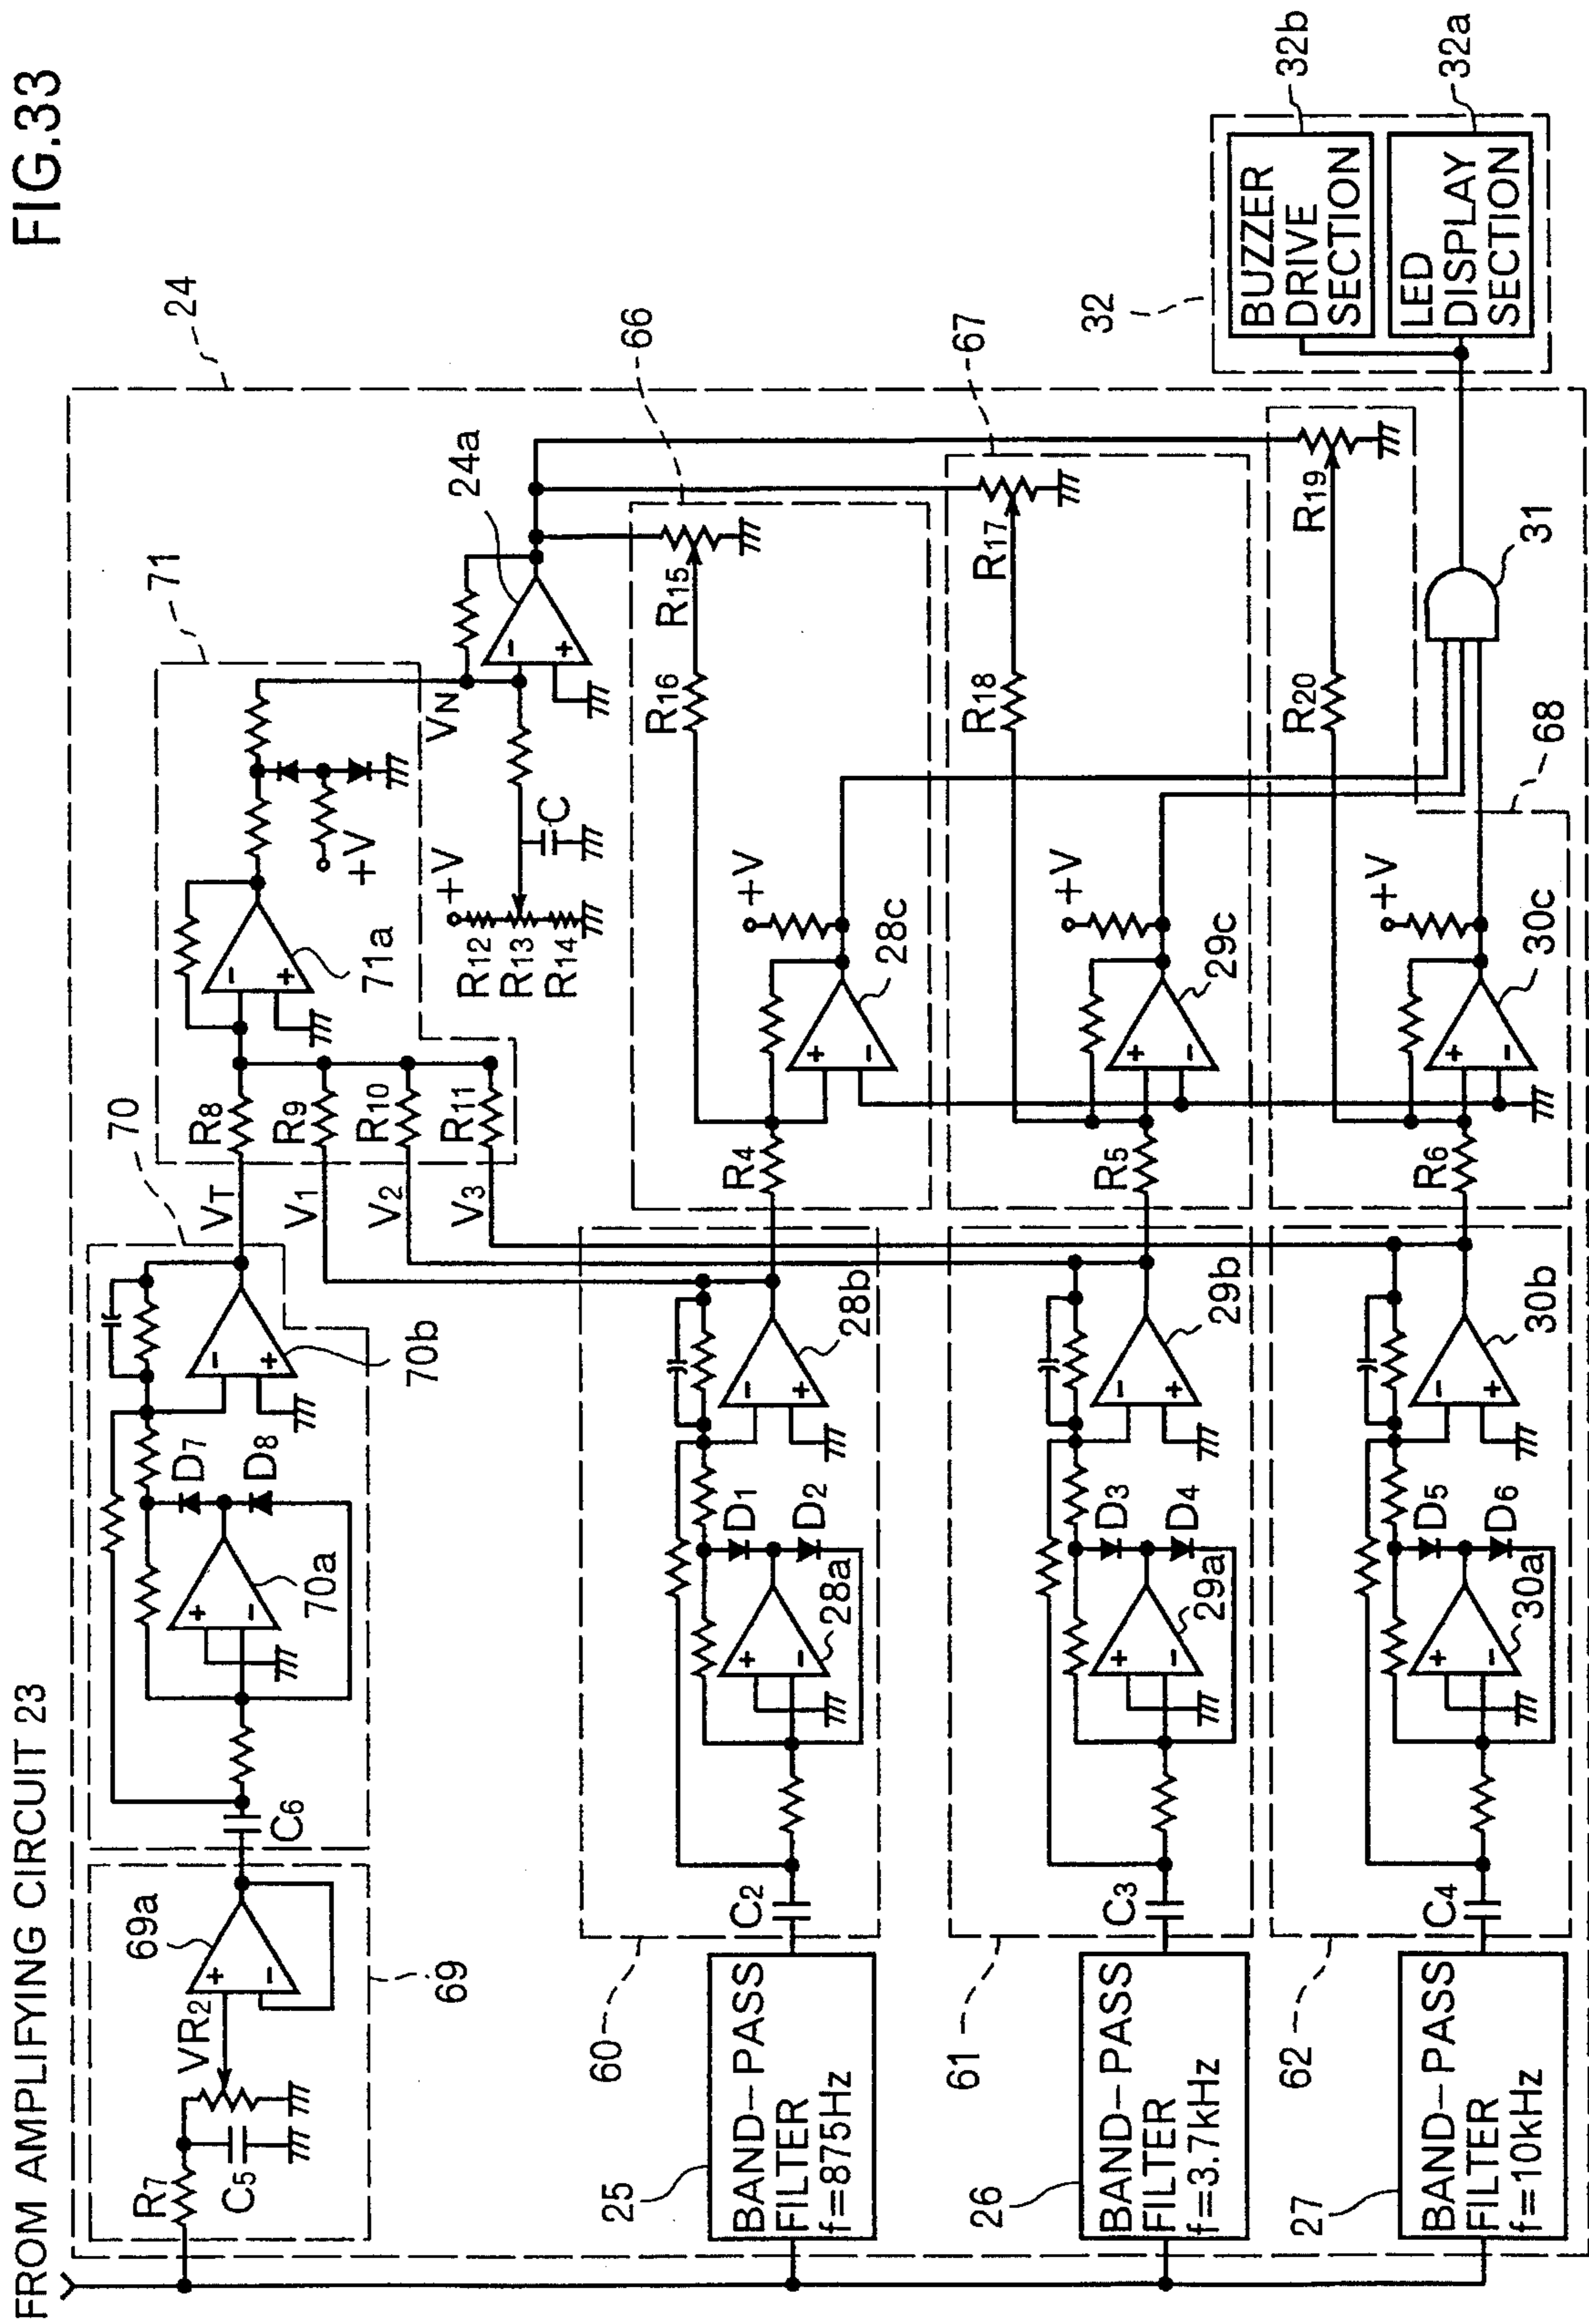 FIG.33
FROM AMPLIFYING CIRCUIT 23
24
R7
C5
VR2
69a
+
-
69
C6
70
70a
+
-
D7
D8
70b
-
+
VT
V1
V2
V3
R8
R9
R10
R11
71
71a
-
+
+V
VN
24a
-
+
+V
R12
R13
R14
C
25
BAND-PASS
FILTER
f=875Hz
60
C2
28a
+
-
D1
D2
28b
-
+
66
R4
R16
R15
28c
+
-
+V
26
BAND-PASS
FILTER
f=3.7kHz
61
C3
29a
+
-
D3
D4
29b
-
+
67
R5
R18
R17
29c
+
-
+V
27
BAND-PASS
FILTER
f=10kHz
62
C4
30a
+
-
D5
D6
30b
-
+
68
R6
R20
R19
30c
+
-
+V
31
32
BUZZER
DRIVE
SECTION
32b
LED
DISPLAY
SECTION
32a